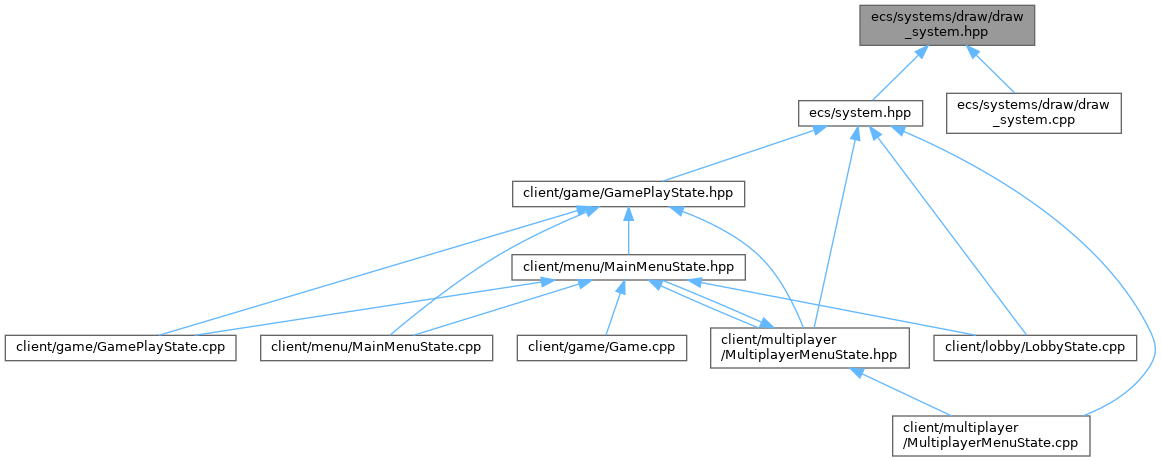 ecs/systems/draw/draw
_system.hpp
ecs/system.hpp
ecs/systems/draw/draw
_system.cpp
client/game/GamePlayState.hpp
client/menu/MainMenuState.hpp
client/game/GamePlayState.cpp
client/menu/MainMenuState.cpp
client/game/Game.cpp
client/multiplayer
/MultiplayerMenuState.hpp
client/lobby/LobbyState.cpp
client/multiplayer
/MultiplayerMenuState.cpp